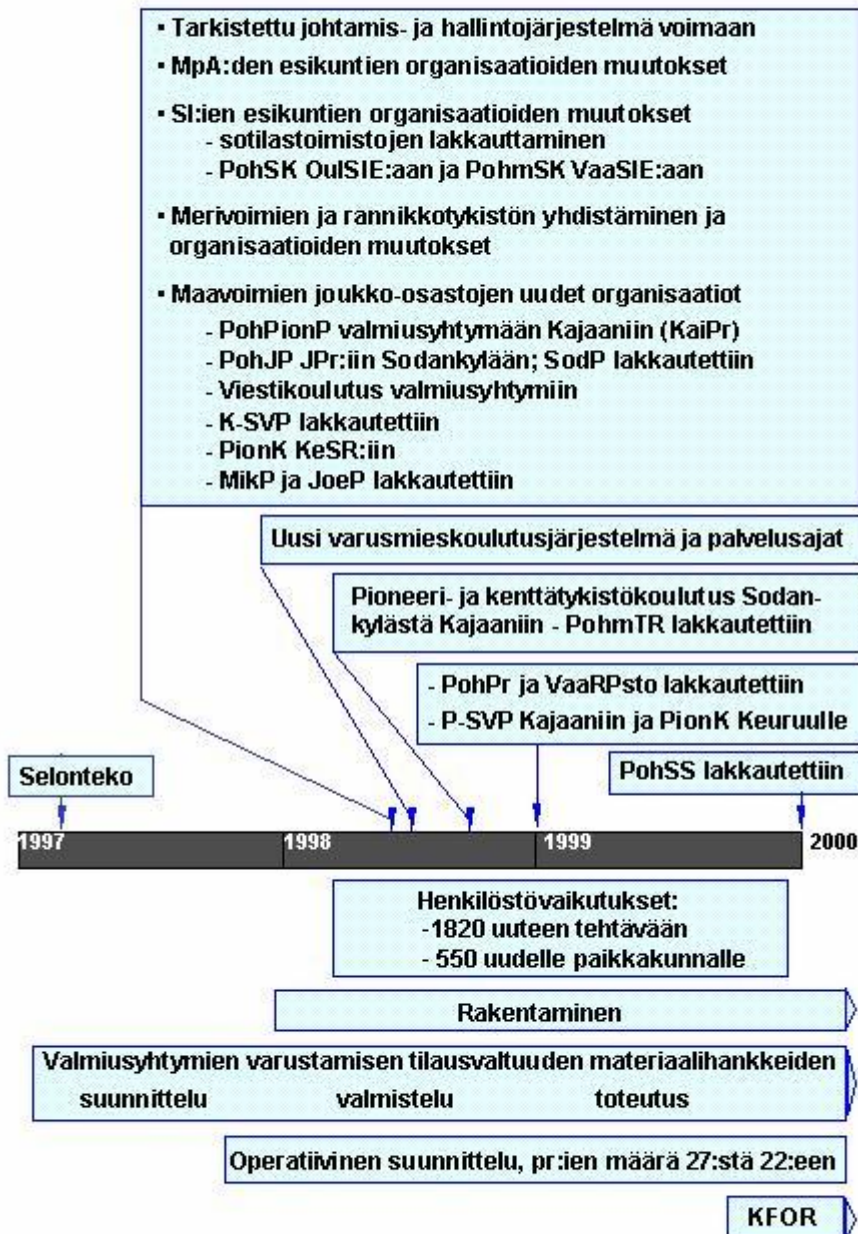 ▪ Tarkistettu johtamis- ja hallintojärjestelmä voimaan
▪ MpA:den esikuntien organisaatioiden muutokset
▪ Sl:ien esikuntien organisaatioiden muutokset
- sotilastoimistojen lakkauttaminen
- PohSK OulSlE:aan ja PohmSK VaaSlE:aan
▪ Merivoimien ja rannikkotykistön yhdistäminen ja
organisaatioiden muutokset
▪ Maavoimien joukko-osastojen uudet organisaatiot
- PohPionP valmiusyhtymään Kajaaniin (KaiPr)
- PohJP JPr:iin Sodankylään; SodP lakkautettiin
- Viestikoulutus valmiusyhtymiin
- K-SVP lakkautettiin
- PionK KeSR:iin
- MikP ja JoeP lakkautettiin
Uusi varusmieskoulutusjärjestelmä ja palvelusajat
Pioneeri- ja kenttätykistökoulutus Sodan-
kylästä Kajaaniin - PohmTR lakkautettiin
- PohPr ja VaaRPsto lakkautettiin
- P-SVP Kajaaniin ja PionK Keuruulle
Selonteko
PohSS lakkautettiin
1997 1998 1999 2000
Henkilöstövaikutukset:
-1820 uuteen tehtävään
- 550 uudelle paikkakunnalle
Rakentaminen
Valmiusyhtymien varustamisen tilausvaltuuden materiaalihankkeiden
suunnittelu valmistelu toteutus
Operatiivinen suunnittelu, pr:ien määrä 27:stä 22:een
KFOR